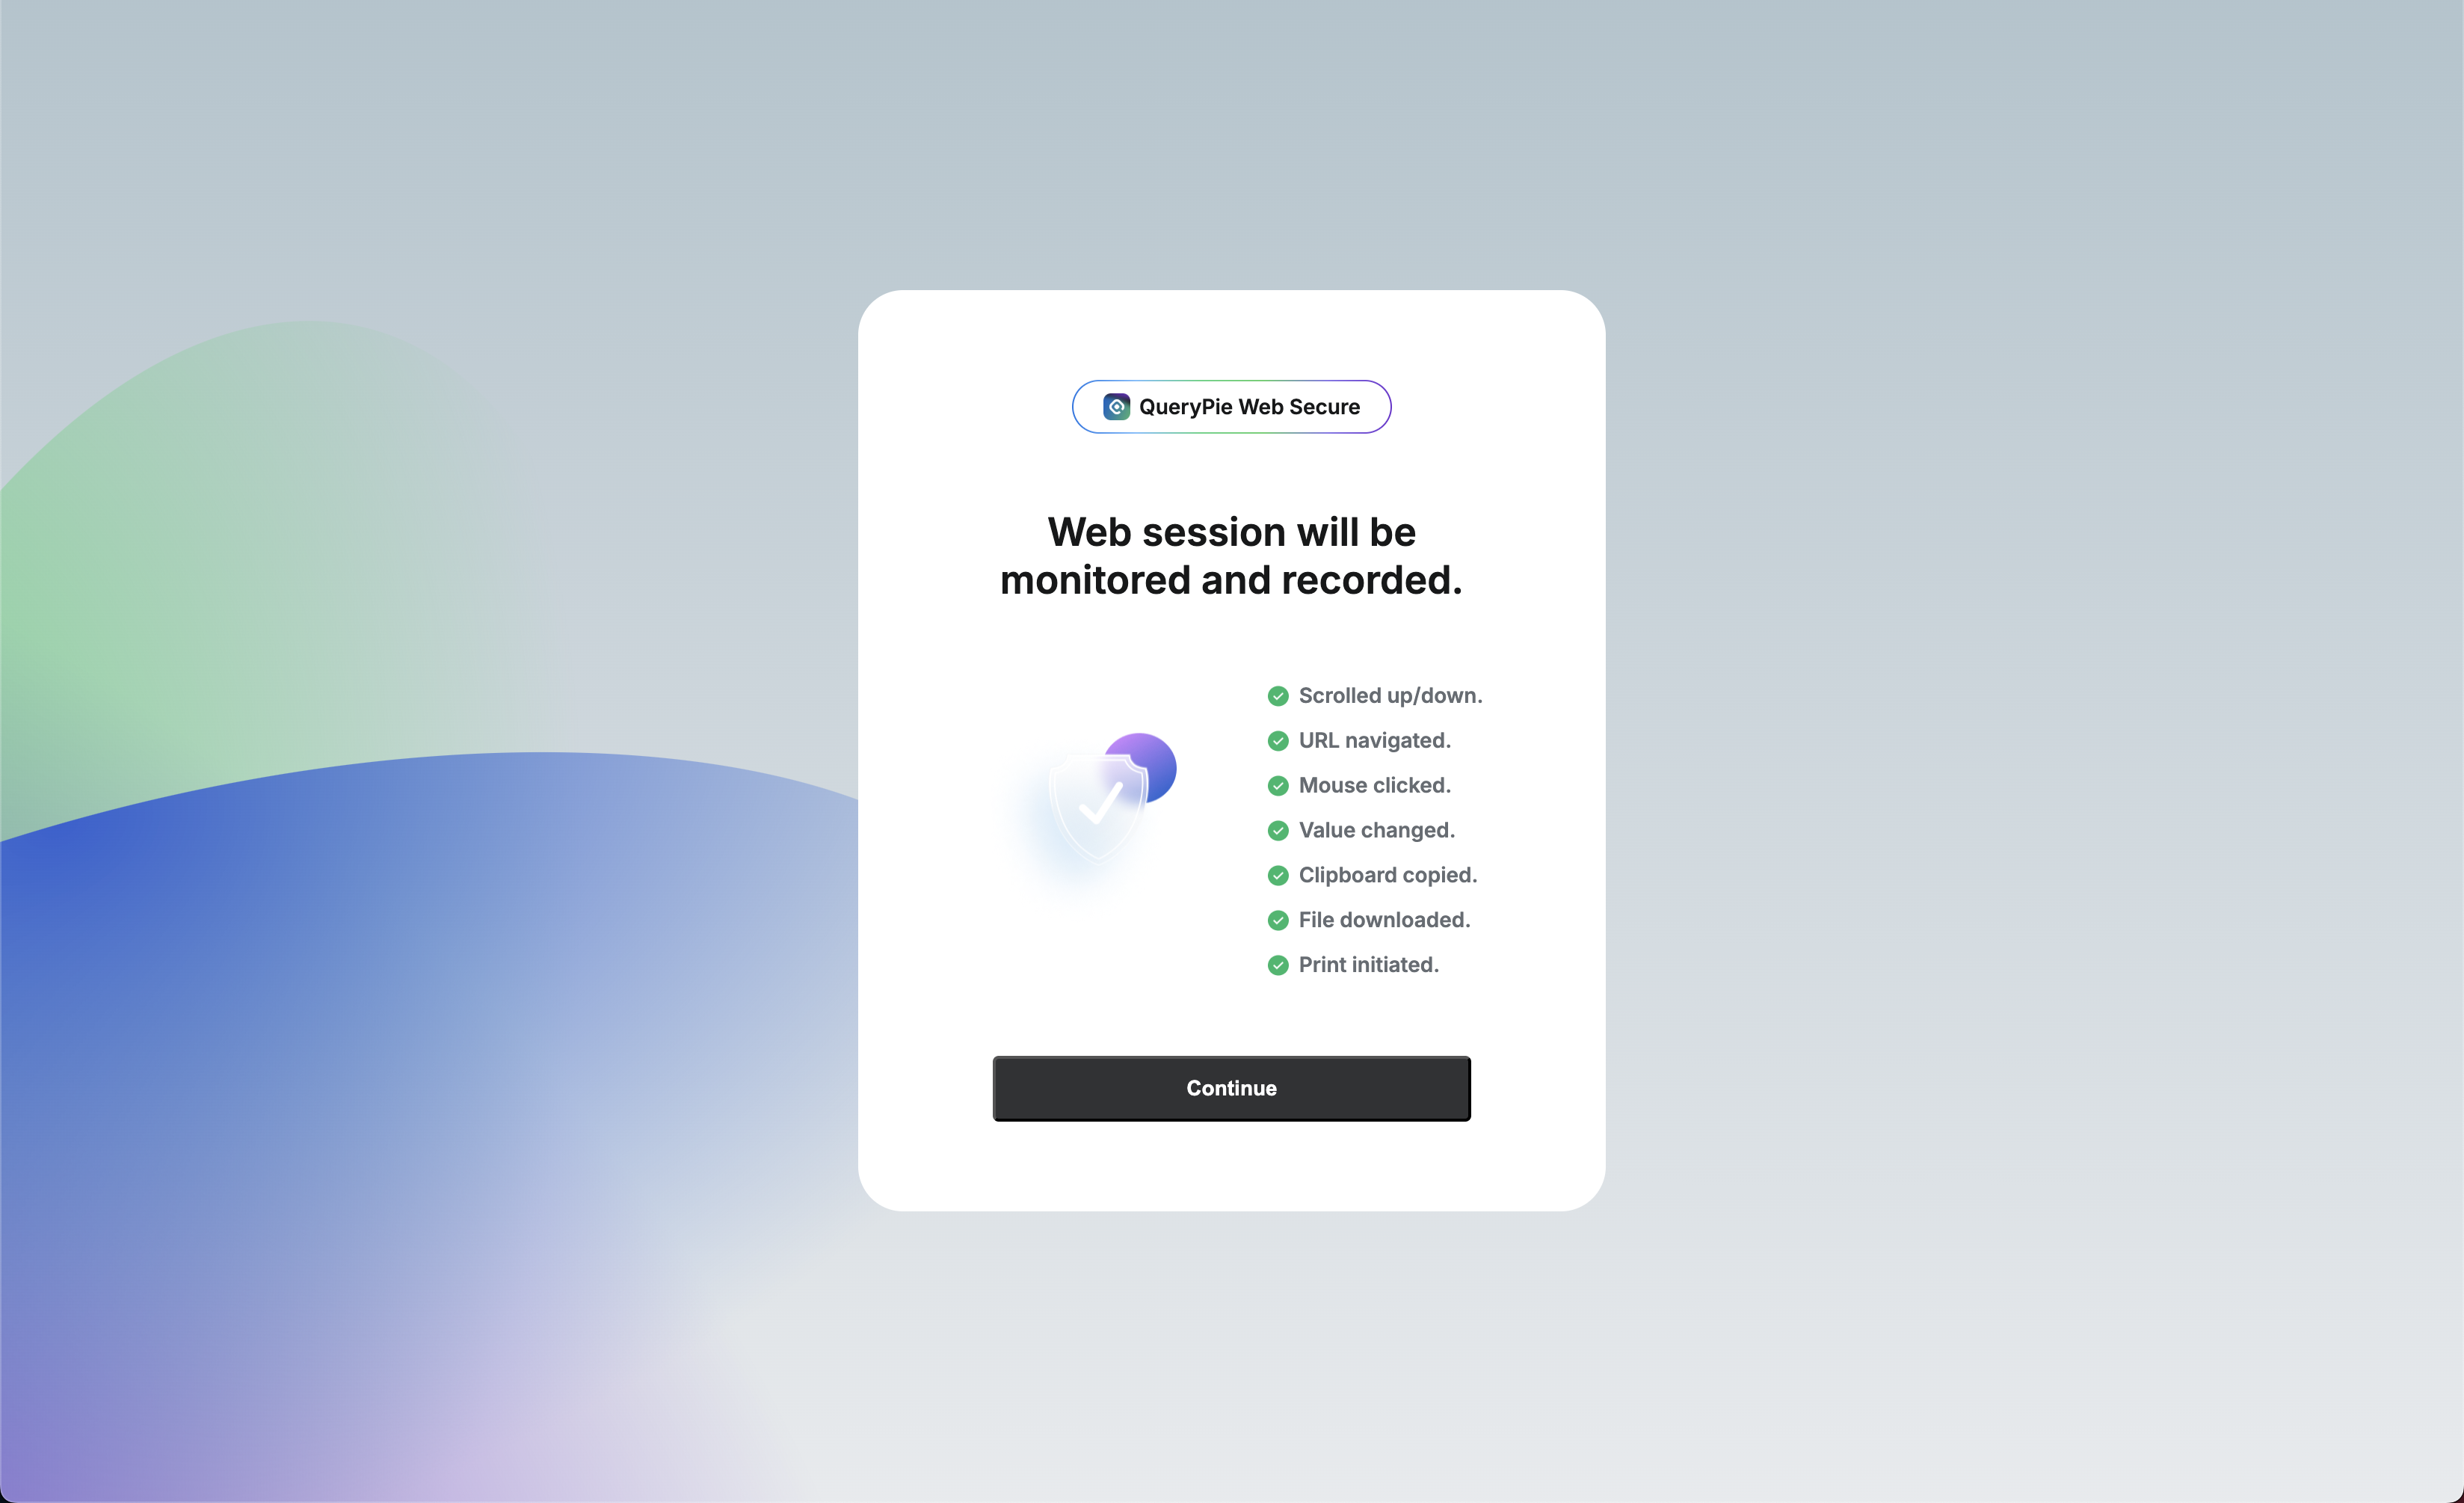 QueryPie Web Secure
Web session will be
monitored and recorded.
Scrolled up/down.
URL navigated.
Mouse clicked.
Value changed.
Clipboard copied.
File downloaded.
Print initiated.
Continue